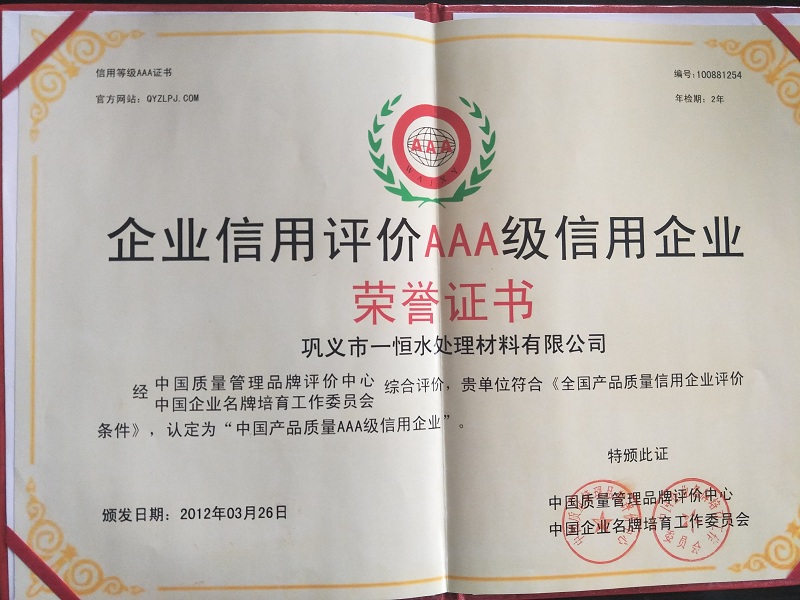 信用等级AAA证书
编号:100881254
官方网站: QYZLPJ.COM
年检期: 2年
AAA
企业信用评价AAA级信用企业
荣誉证书
巩义市一恒水处理材料有限公司
经 中国质量管理品牌评价中心 中国企业名牌培育工作委员会 综合评价, 贵单位符合《全国产品质量信用企业评价
条件》, 认定为“中国产品质量AAA级信用企业”。
特颁此证
中国质量管理品牌评价中心
颁发日期: 2012年03月26日
中国企业名牌培育工作委员会